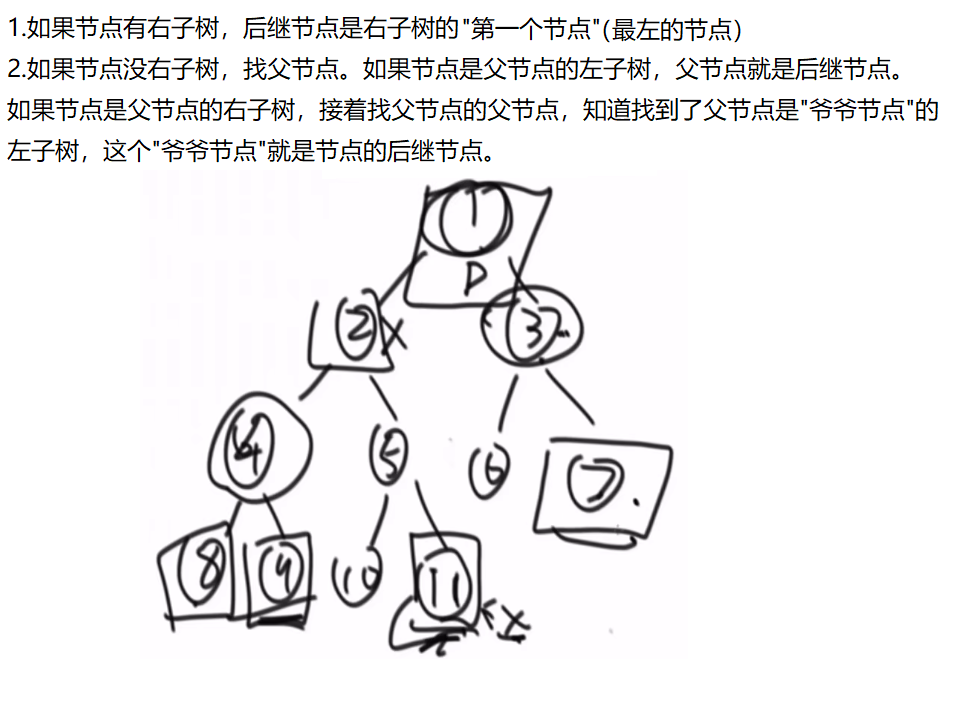 1.如果节点有右子树，后继节点是右子树的"第一个节点"(最左的节点)
2.如果节点没右子树，找父节点。如果节点是父节点的左子树，父节点就是后继节点。
如果节点是父节点的右子树，接着找父节点的父节点，知道找到了父节点是"爷爷节点"的
左子树，这个"爷爷节点"就是节点的后继节点。
1
D
2 X 3
4 5 6 7
8 9 10 11
X